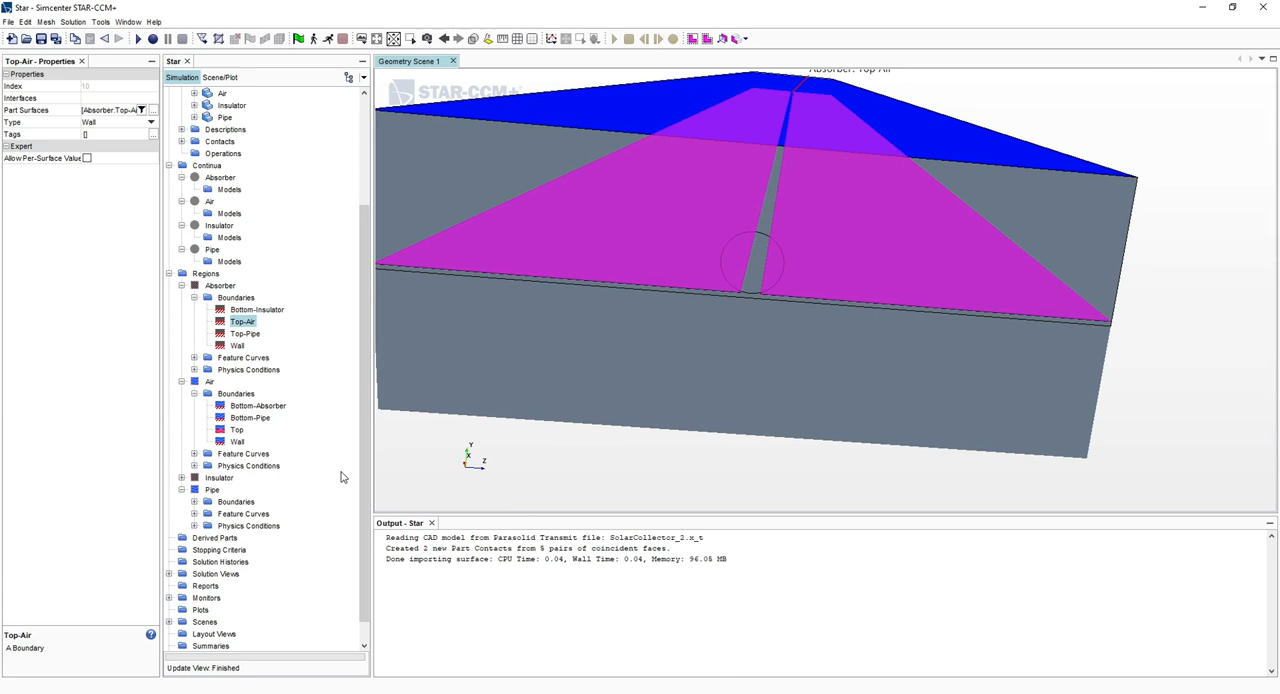 Star - Simcenter STAR-CCM+
File Edit Mesh Solution Tools Window Help
Top-Air - Properties
Properties
Index 10
Interfaces
Part Surfaces [Absorber.Top-Ai
Type Wall
Tags []
Expert
Allow Per-Surface Value
Top-Air
A Boundary
Star
Simulation Scene/Plot
Air
Insulator
Pipe
Descriptions
Contacts
Operations
Continua
Absorber
Models
Air
Models
Insulator
Models
Pipe
Models
Regions
Absorber
Boundaries
Bottom-Insulator
Top-Air
Top-Pipe
Wall
Feature Curves
Physics Conditions
Air
Boundaries
Bottom-Absorber
Bottom-Pipe
Top
Wall
Feature Curves
Physics Conditions
Insulator
Pipe
Boundaries
Feature Curves
Physics Conditions
Derived Parts
Stopping Criteria
Solution Histories
Solution Views
Reports
Monitors
Plots
Scenes
Layout Views
Summaries
Update View: Finished
Geometry Scene 1
Absorber: Top Air
STAR-CCM+
Y
X
Z
Output - Star
Reading CAD model from Parasolid Transmit file: SolarCollector_2.x_t
Created 2 new Part Contacts from 5 pairs of coincident faces.
Done importing surface: CPU Time: 0.04, Wall Time: 0.04, Memory: 96.05 MB